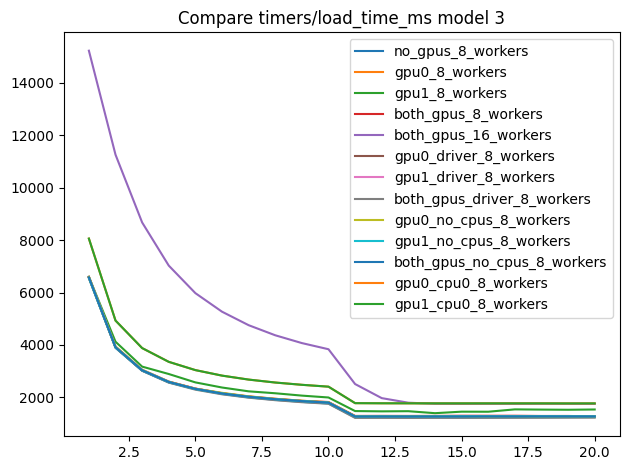 Compare timers/load_time_ms model 3
14000
12000
10000
8000
6000
4000
2000
no_gpus_8_workers
gpu0_8_workers
gpu1_8_workers
both_gpus_8_workers
both_gpus_16_workers
gpu0_driver_8_workers
gpu1_driver_8_workers
both_gpus_driver_8_workers
gpu0_no_cpus_8_workers
gpu1_no_cpus_8_workers
both_gpus_no_cpus_8_workers
gpu0_cpu0_8_workers
gpu1_cpu0_8_workers
2.5 5.0 7.5 10.0 12.5 15.0 17.5 20.0